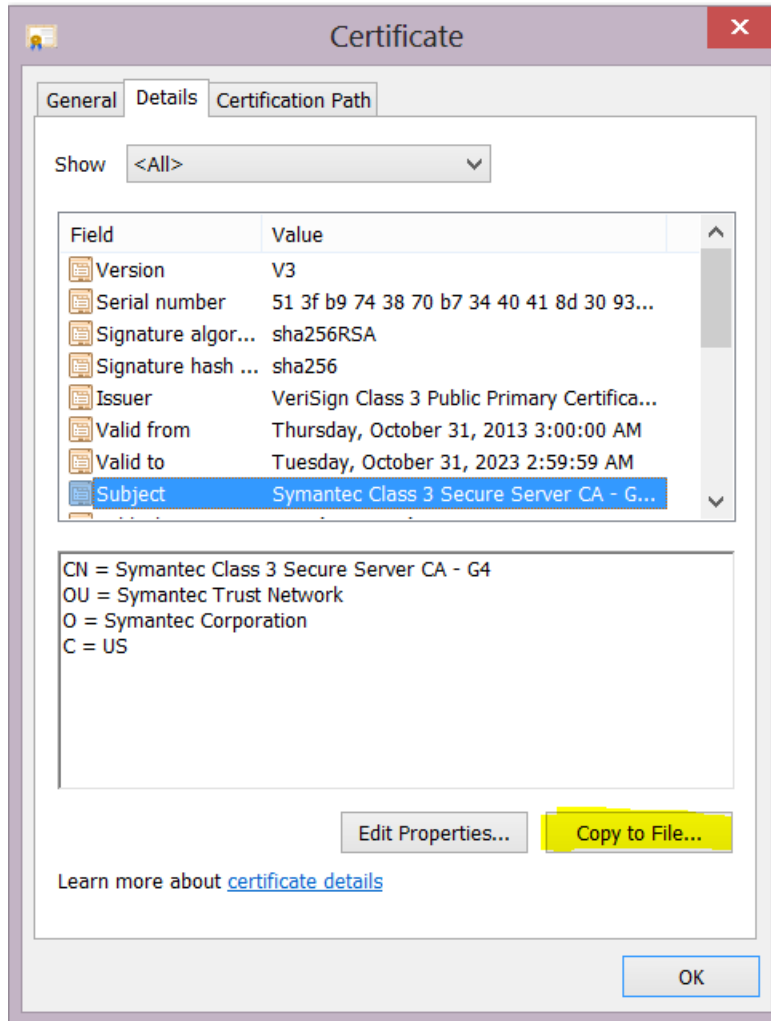 Certificate
General Details Certification Path
Show <All>
Field Value
Version V3
Serial number 51 3f b9 74 38 70 b7 34 40 41 8d 30 93...
Signature algor... sha256RSA
Signature hash ... sha256
Issuer VeriSign Class 3 Public Primary Certifica...
Valid from Thursday, October 31, 2013 3:00:00 AM
Valid to Tuesday, October 31, 2023 2:59:59 AM
Subject Symantec Class 3 Secure Server CA - G...
CN = Symantec Class 3 Secure Server CA - G4
OU = Symantec Trust Network
O = Symantec Corporation
C = US
Edit Properties... Copy to File...
Learn more about certificate details
OK